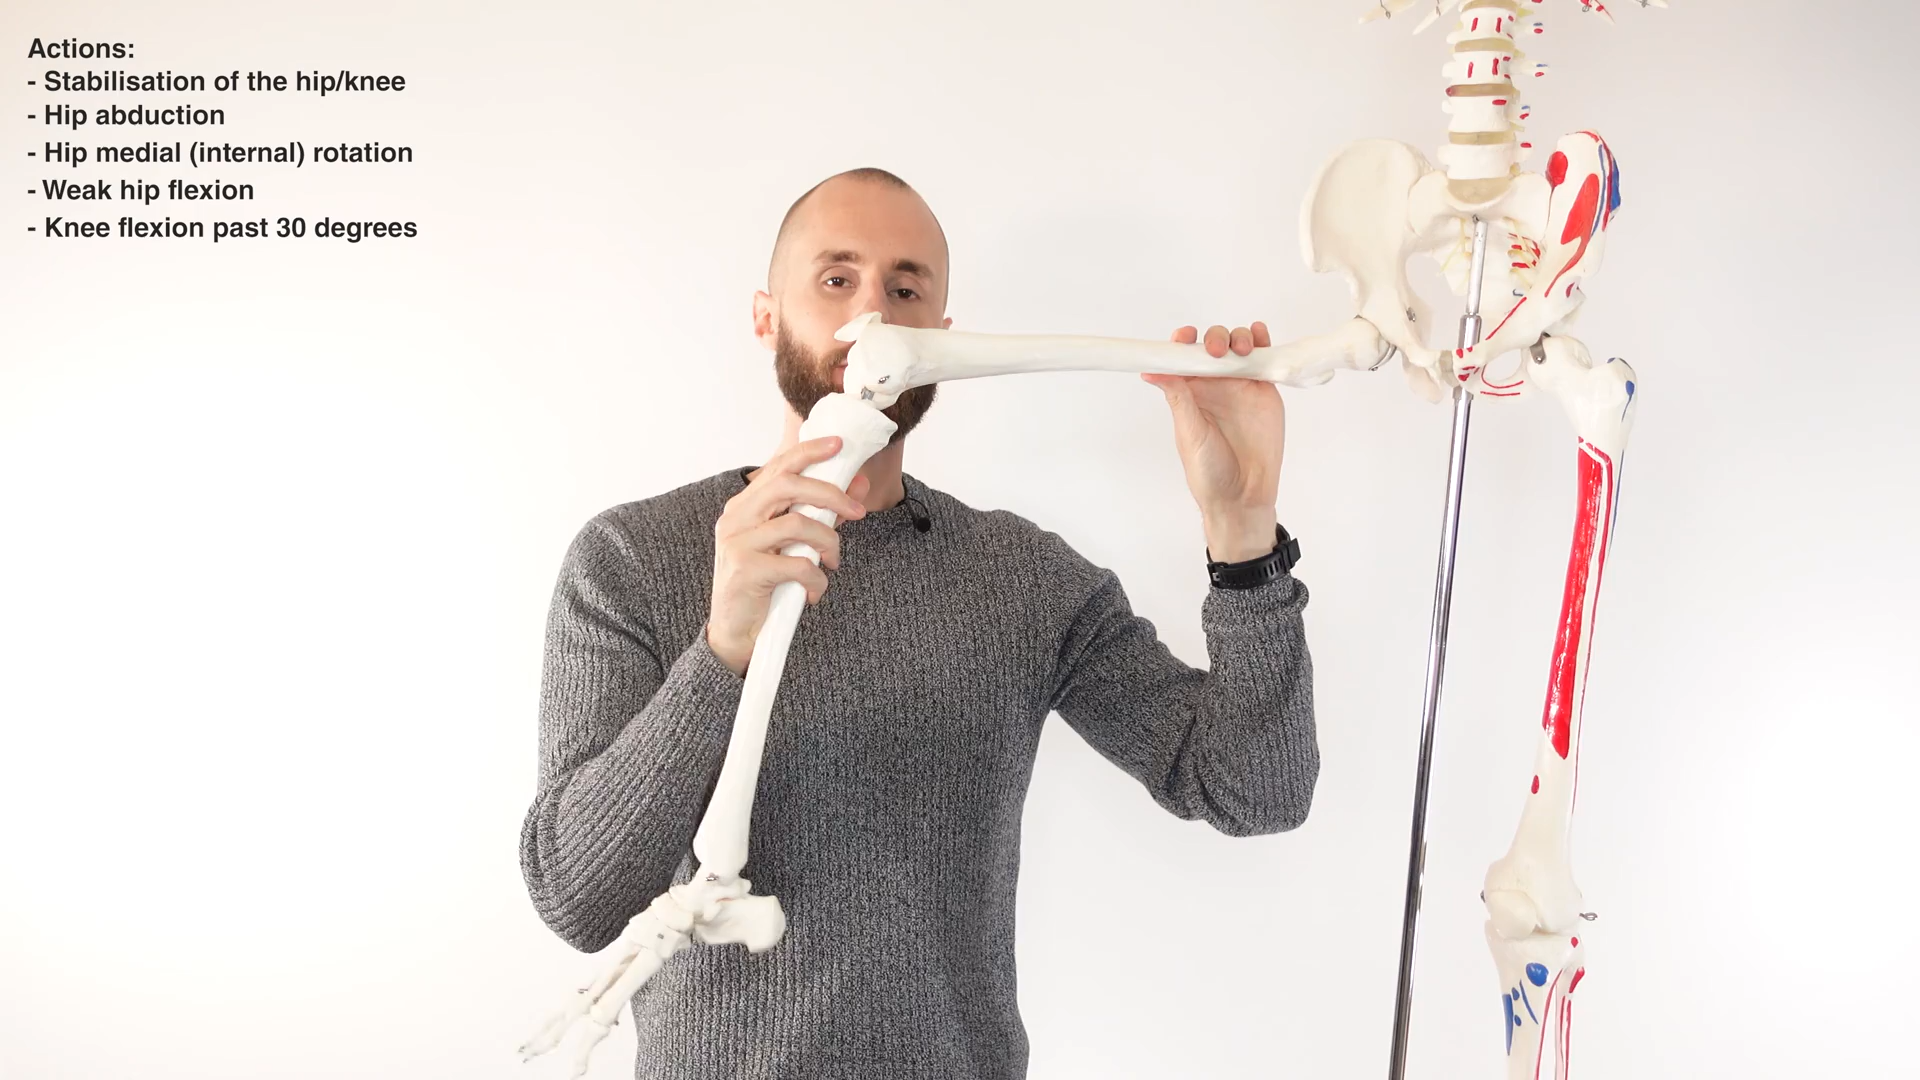 Actions:
- Stabilisation of the hip/knee
- Hip abduction
- Hip medial (internal) rotation
- Weak hip flexion
- Knee flexion past 30 degrees